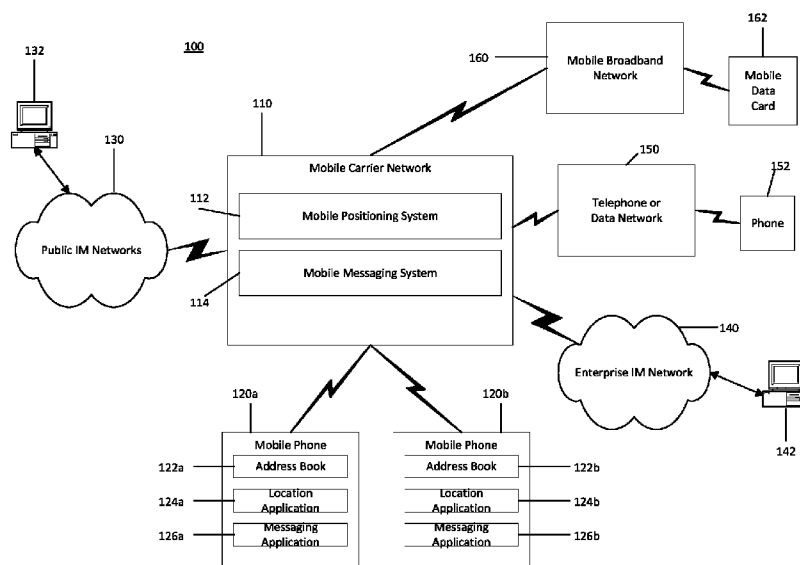 132
100
130
Public IM Networks
110
Mobile Carrier Network
112
Mobile Positioning System
Mobile Messaging System
114
160
Mobile Broadband
Network
162
Mobile
Data
Card
150
Telephone or
Data Network
152
Phone
140
Enterprise IM Network
142
120a
Mobile Phone
122a
Address Book
124a
Location
Application
126a
Messaging
Application
120b
Mobile Phone
Address Book
122b
Location
Application
124b
Messaging
Application
126b